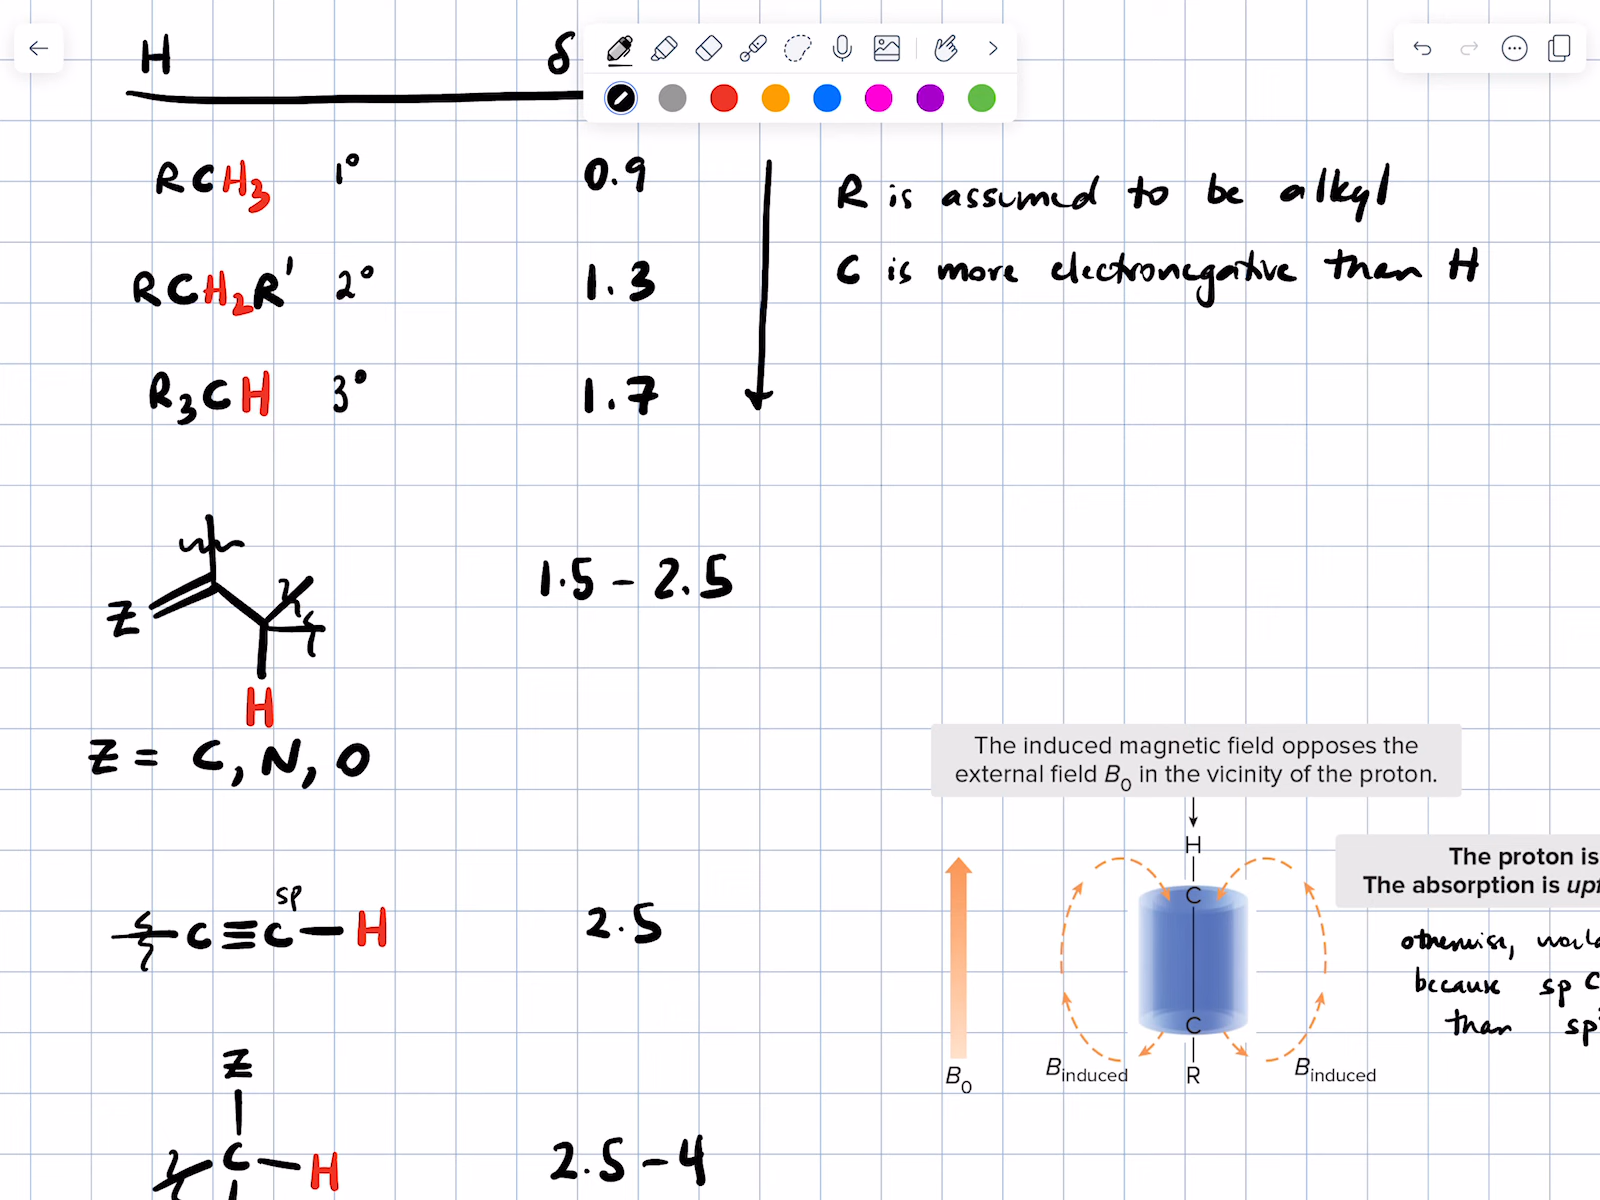 H δ
RCH₃ 1° 0.9
R is assumed to be alkyl
C is more electronegative than H
RCH₂R' 2° 1.3
R₃CH 3° 1.7
Z
H
1.5 – 2.5
Z = C, N, O
sp
C≡C–H 2.5
The induced magnetic field opposes the
external field B₀ in the vicinity of the proton.
H
C
C
R
B₀
Binduced
Binduced
The proton is
The absorption is
otherwise,
because sp
than
Z
C–H 2.5 – 4